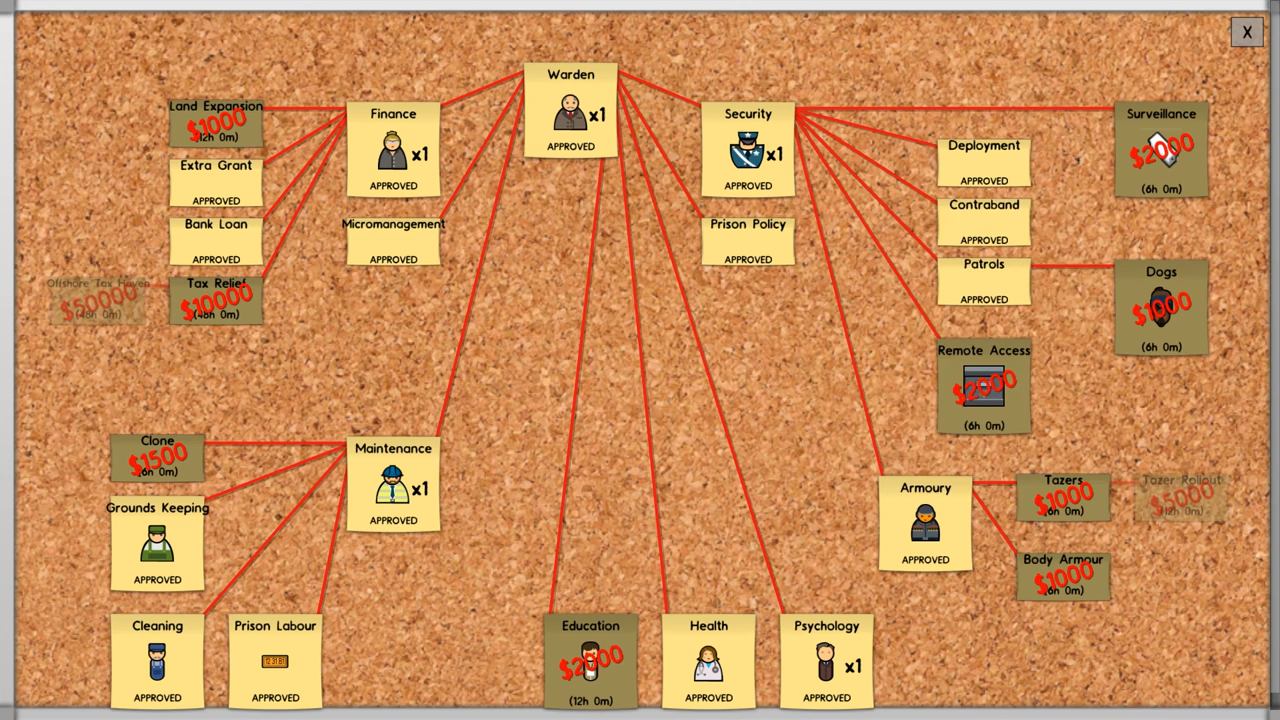 X
Warden
x1
APPROVED
Land Expansion
$1000
(12h 0m)
Finance
x1
APPROVED
Security
x1
APPROVED
Surveillance
$2000
(6h 0m)
Extra Grant
APPROVED
Deployment
APPROVED
Bank Loan
APPROVED
Micromanagement
APPROVED
Prison Policy
APPROVED
Contraband
APPROVED
Offshore Tax Haven
$50000
(48h 0m)
Tax Relief
$10000
(48h 0m)
Patrols
APPROVED
Dogs
$1000
(6h 0m)
Remote Access
$2000
(6h 0m)
Clone
$1500
(6h 0m)
Maintenance
x1
APPROVED
Grounds Keeping
APPROVED
Armoury
APPROVED
Tazers
$1000
(6h 0m)
Tazer Rollout
$5000
(12h 0m)
Body Armour
$1000
(6h 0m)
Cleaning
APPROVED
Prison Labour
APPROVED
Education
$2000
(12h 0m)
Health
APPROVED
Psychology
x1
APPROVED